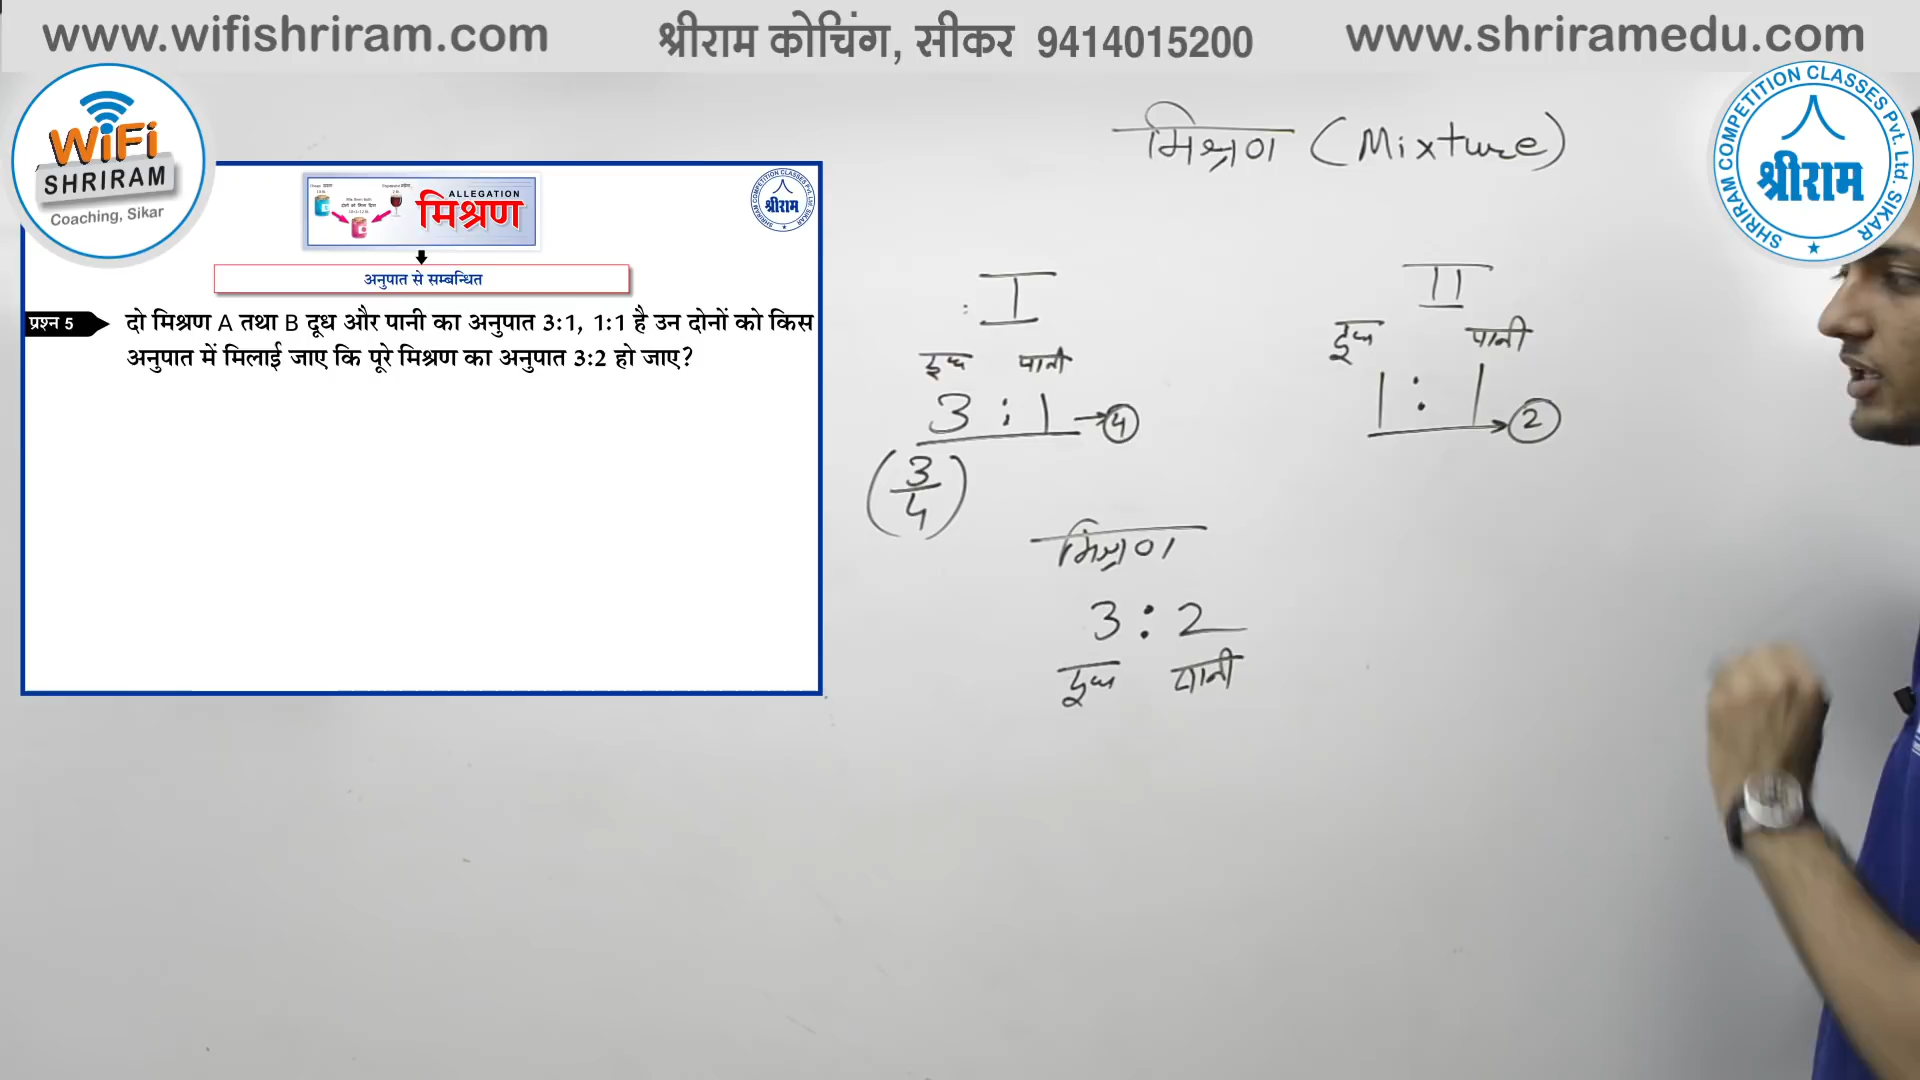 www.wifishriram.com
श्रीराम कोचिंग, सीकर 9414015200
www.shriramedu.com
WiFi
SHRIRAM
Coaching, Sikar
SHRIRAM COMPETITION CLASSES Pvt. Ltd. SIKAR
श्रीराम
ALLEGATION
मिश्रण
श्रीराम
अनुपात से सम्बन्धित
प्रश्न 5
दो मिश्रण A तथा B दूध और पानी का अनुपात 3:1, 1:1 है उन दोनों को किस
अनुपात में मिलाई जाए कि पूरे मिश्रण का अनुपात 3:2 हो जाए?
मिश्रण (Mixture)
I
दूध पानी
3 : 1 → 4
(3/4)
II
दूध पानी
1 : 1 → 2
मिश्रण
3 : 2
दूध पानी